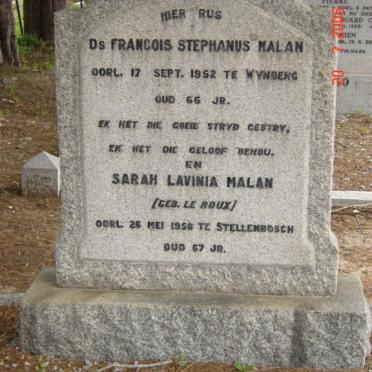 HIER RUS
DS FRANCOIS STEPHANUS MALAN
OORL. 17 SEPT. 1952 TE WYNBERG
OUD 66 JR.
EK HET DIE GOEIE STRYD GESTRY,
EK HET DIE GELOOF BEHOU.
EN
SARAH LAVINIA MALAN
(GEB. LE ROUX)
OORL. 26 MEI 1958 TE STELLENBOSCH
OUD 67 JR.
PIERRE